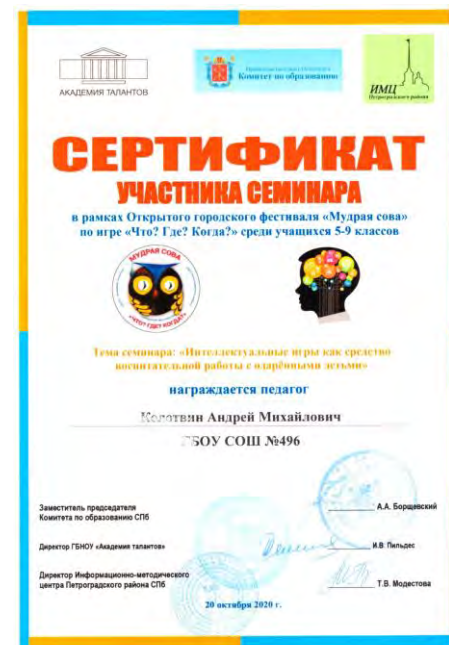 АКАДЕМИЯ ТАЛАНТОВ
Комитет по образованию
ИМЦ
Петроградского района
СЕРТИФИКАТ
УЧАСТНИКА СЕМИНАРА
в рамках Открытого городского фестиваля «Мудрая сова»
по игре «Что? Где? Когда?» среди учащихся 5-9 классов
МУДРАЯ СОВА
«ЧТО? ГДЕ? КОГДА?»
Тема семинара: «Интеллектуальные игры как средство
воспитательной работы с одарёнными детьми»
награждается педагог
Колотвин Андрей Михайлович
ГБОУ СОШ №496
Заместитель председателя
Комитета по образованию СПб
А.А. Борщевский
Директор ГБНОУ «Академия талантов»
И.В. Пильдес
Директор Информационно-методического
центра Петроградского района СПб
Т.В. Модестова
20 октября 2020 г.